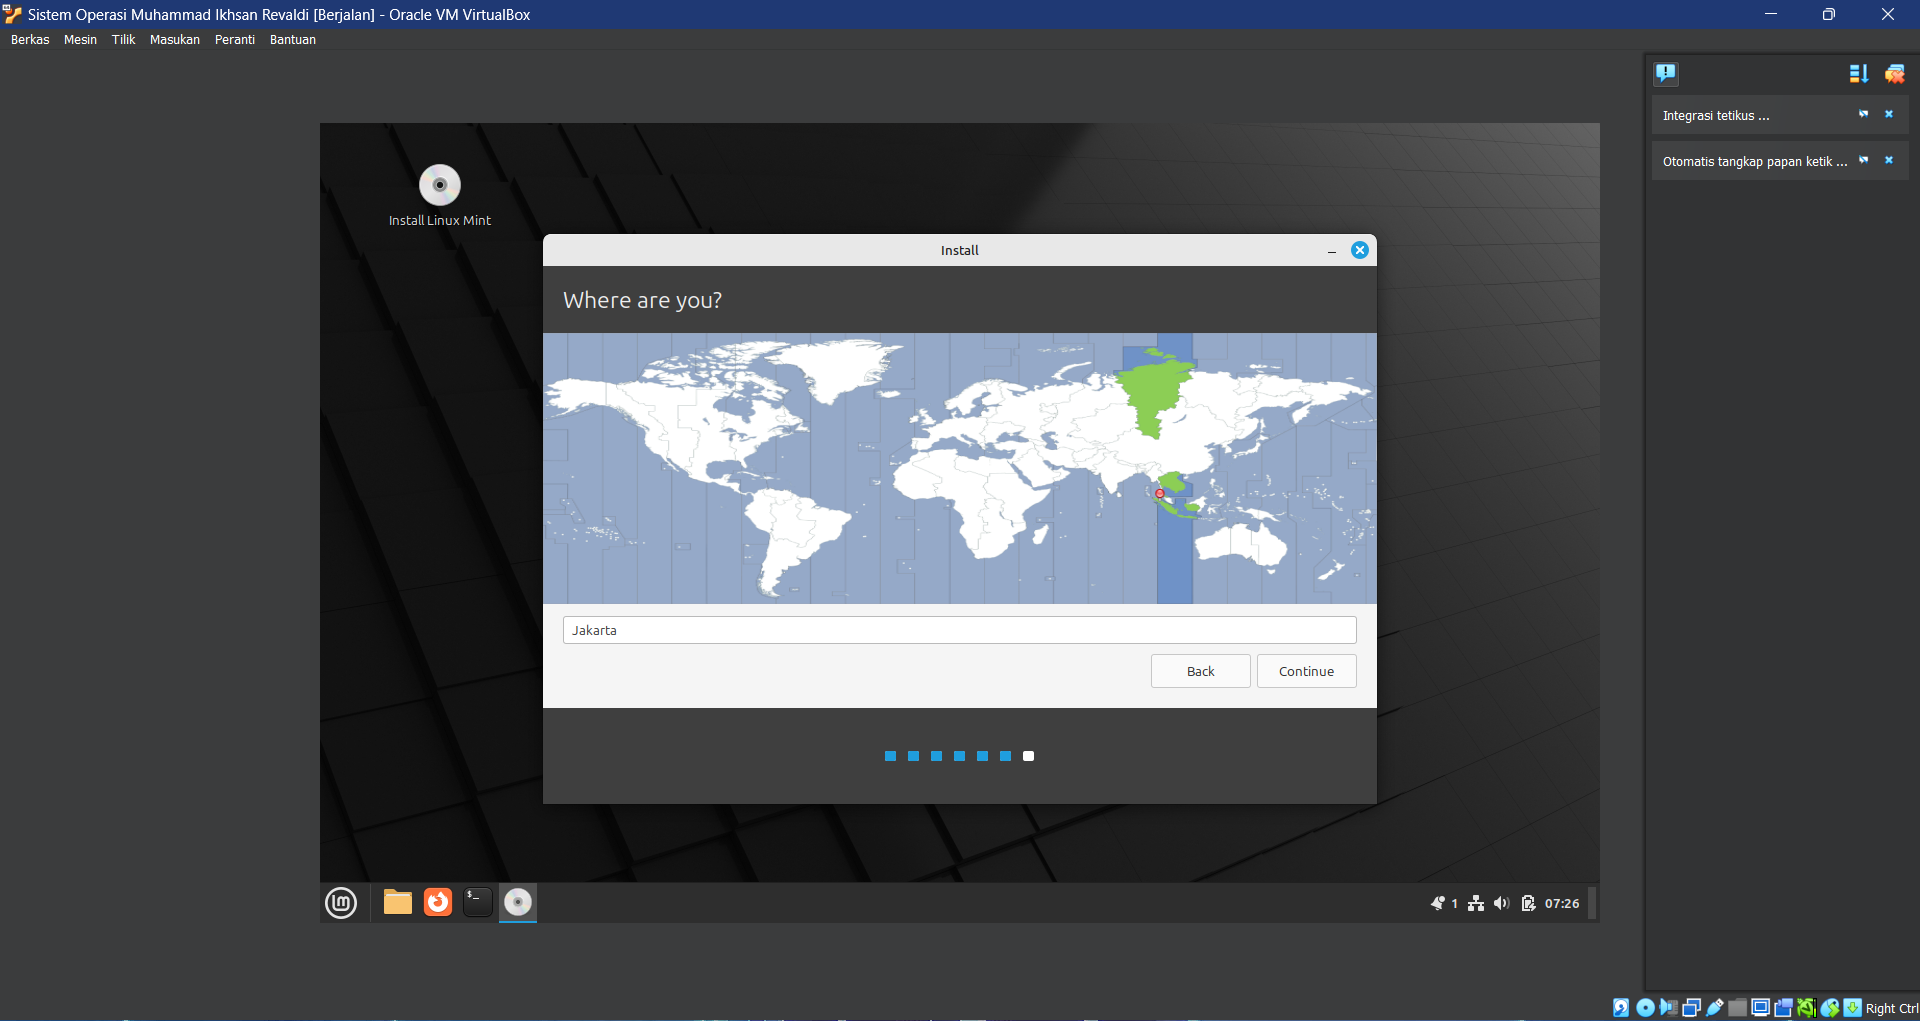 Sistem Operasi Muhammad Ikhsan Revaldi [Berjalan] - Oracle VM VirtualBox
Berkas Mesin Tilik Masukan Peranti Bantuan
Integrasi tetikus ...
Otomatis tangkap papan ketik ...
Install Linux Mint
Install
Where are you?
Jakarta
Back Continue
$_
1 07:26
Right Ctrl